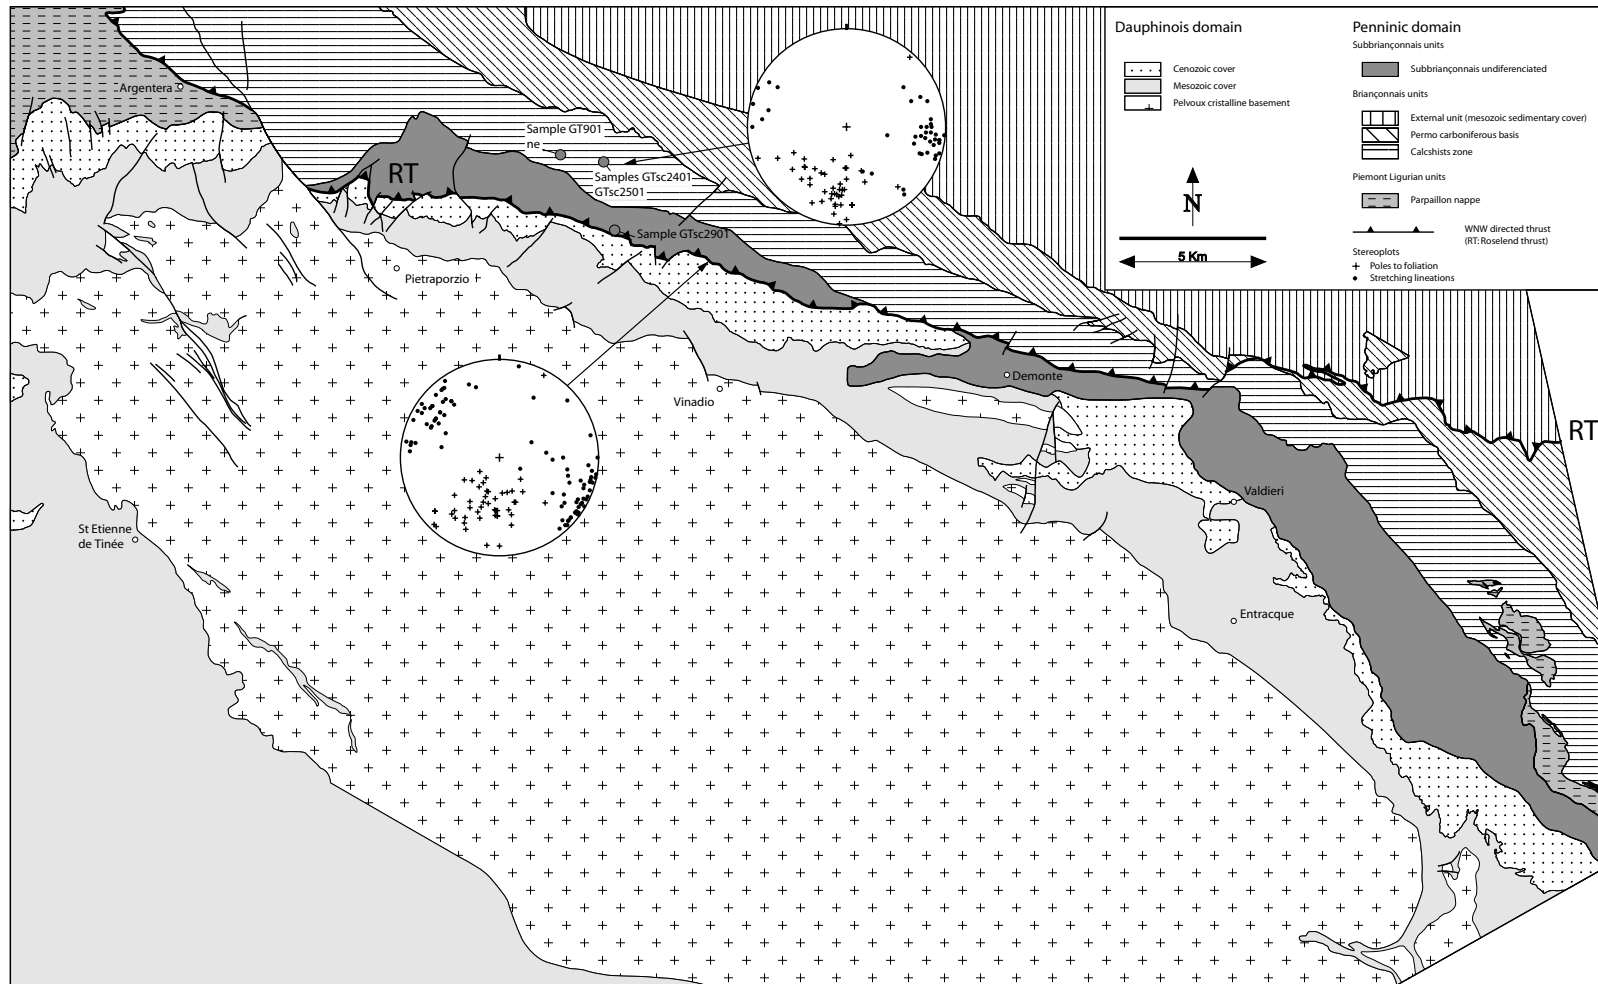 Dauphinois domain
Cenozoic cover
Mesozoic cover
Pelvoux cristalline basement
Penninic domain
Subbriançonnais units
Subbriançonnais undiferenciated
Briançonnais units
External unit (mesozoic sedimentary cover)
Permo carboniferous basis
Calcshists zone
Piemont Ligurian units
Parpaillon nappe
WNW directed thrust
(RT: Roselend thrust)
Stereoplots
Poles to foliation
Stretching lineations
N
5 Km
Argentera
Sample GT901
ne
Samples GTsc2401
GTsc2501
RT
Sample GTsc2901
Pietraporzio
Vinadio
Demonte
RT
Valdieri
St Etienne
de Tinée
Entracque